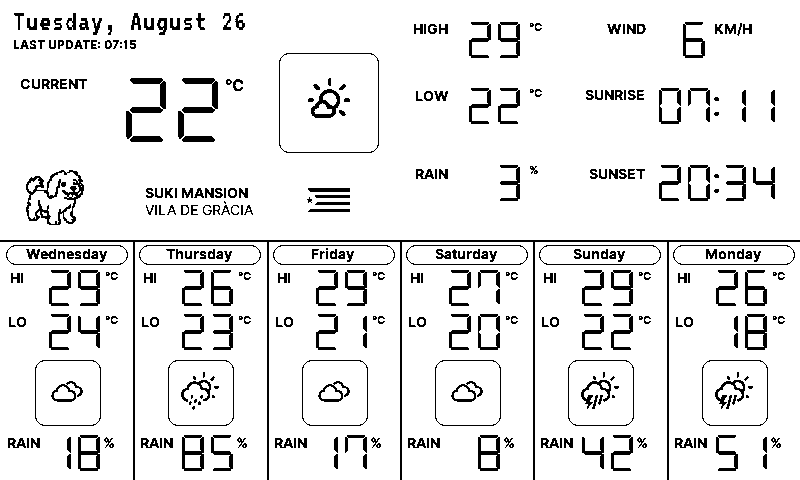 Tuesday, August 26
LAST UPDATE: 07:15
CURRENT 22 °C
SUKI MANSION
VILA DE GRÀCIA
HIGH 29 °C
LOW 22 °C
RAIN 3 %
WIND 6 KM/H
SUNRISE 07:11
SUNSET 20:34
Wednesday
HI 29 °C
LO 24 °C
RAIN 18 %
Thursday
HI 26 °C
LO 23 °C
RAIN 85 %
Friday
HI 29 °C
LO 21 °C
RAIN 17 %
Saturday
HI 27 °C
LO 20 °C
RAIN 8 %
Sunday
HI 29 °C
LO 22 °C
RAIN 42 %
Monday
HI 26 °C
LO 18 °C
RAIN 51 %